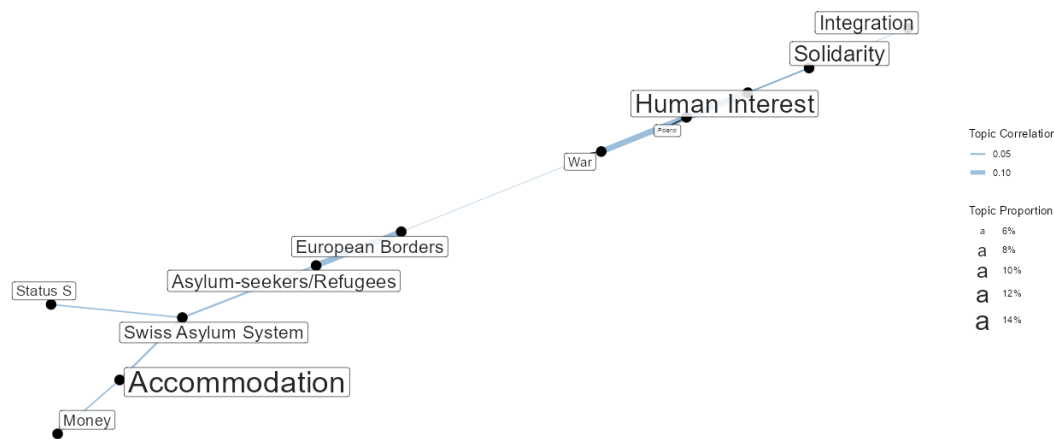 Integration
Solidarity
Human Interest
Poland
War
European Borders
Asylum-seekers/Refugees
Status S
Swiss Asylum System
Accommodation
Money
Topic Correlation
0.05
0.10
Topic Proportion
a 6%
a 8%
a 10%
a 12%
a 14%